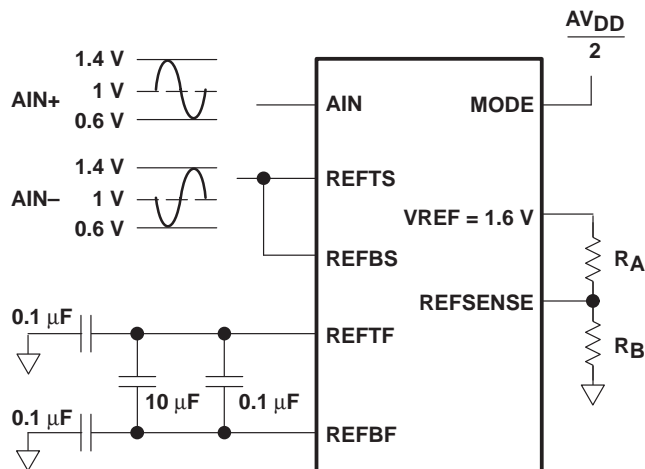 AVDD
2
1.4 V
AIN+
1 V
0.6 V
AIN
MODE
1.4 V
AIN–
1 V
0.6 V
REFTS
VREF = 1.6 V
REFBS
RA
REFSENSE
0.1 μF
REFTF
RB
10 μF
0.1 μF
0.1 μF
REFBF